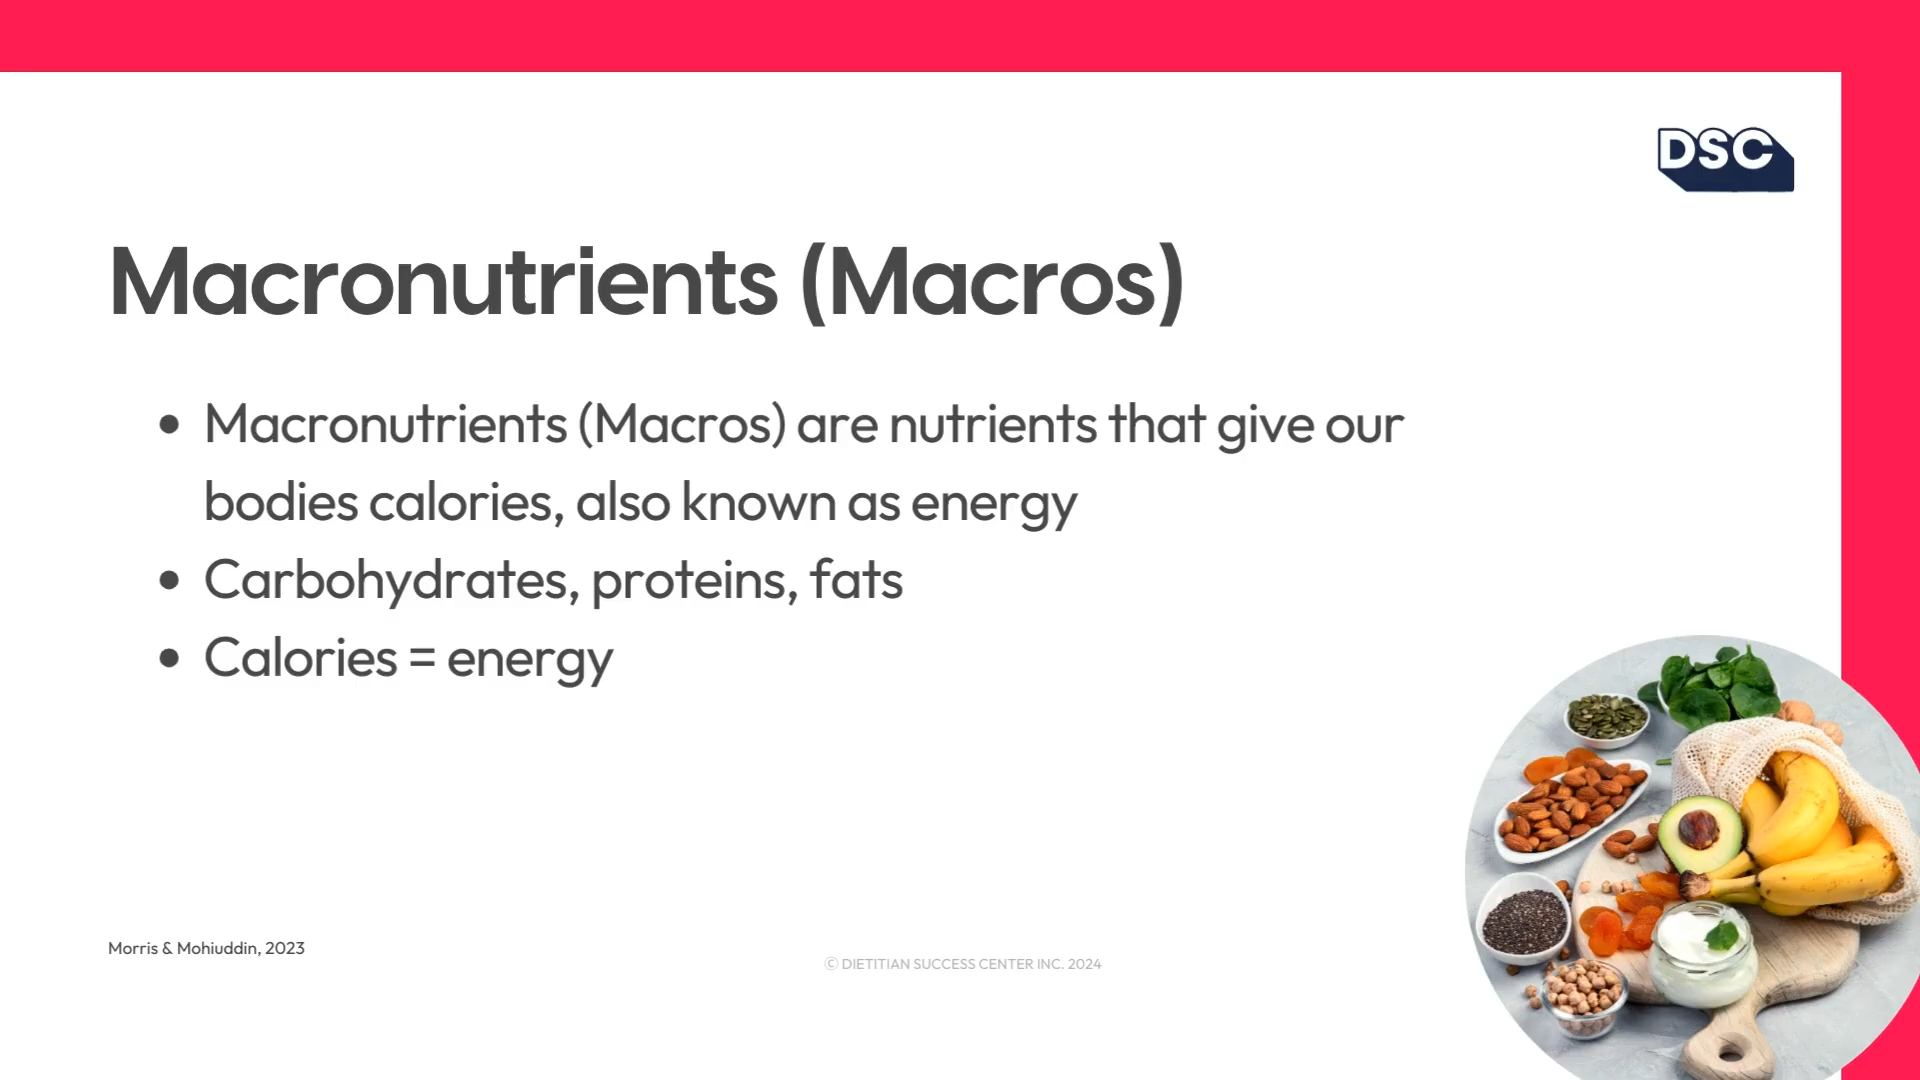 DSC
Macronutrients (Macros)
• Macronutrients (Macros) are nutrients that give our
bodies calories, also known as energy
• Carbohydrates, proteins, fats
• Calories = energy
Morris & Mohiuddin, 2023
© DIETITIAN SUCCESS CENTER INC. 2024